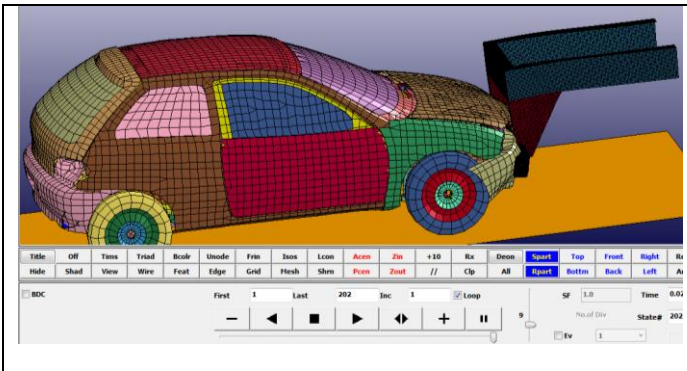 Title Off Tims Triad Bcolr Unode Frin Isos Lcon Acen Zin +10 Rx Deon Spart Top Front Right
Hide Shad View Wire Feat Edge Grid Mesh Shrn Pcen Zout // Clp All Rpart Bottm Back Left
BDC First 1 Last 202 Inc 1 Loop SF 1.0 Time 0.02
9 No.of Div State# 202
Ev 1